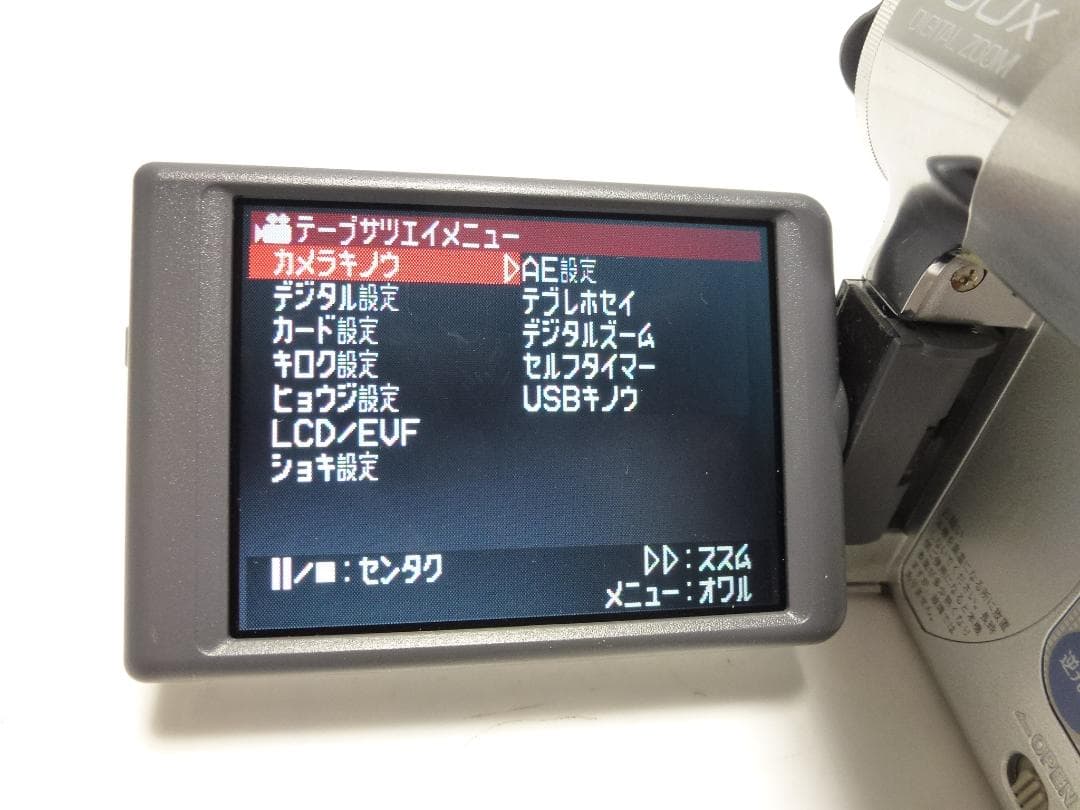 テープサツエイメニュー
カメラキノウ
デジタル設定
カード設定
キロク設定
ヒョウジ設定
LCD/EVF
ショキ設定
AE設定
テブレホセイ
デジタルズーム
セルフタイマー
USBキノウ
/■:センタク
▷▷:ススム
メニュー:オワル
DIGITAL ZOOM
OPEN